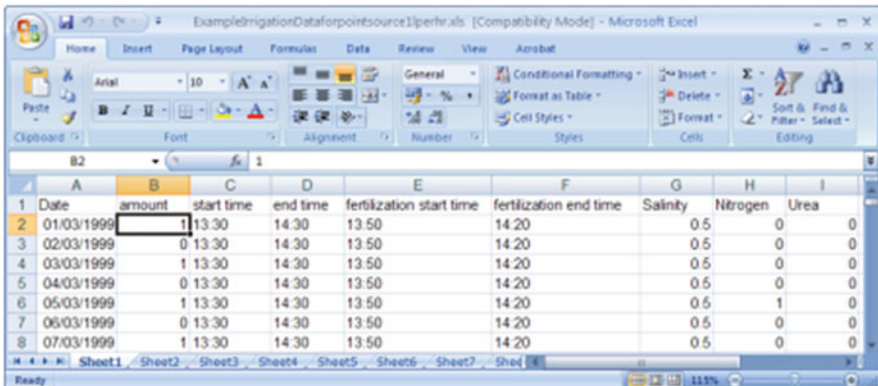 ExampleIrrigationDataforpointsource1lperhr.xls [Compatibility Mode] - Microsoft Excel
Home Insert Page Layout Formulas Data Review View Acrobat
Paste
Arial 10
B I U
General
Conditional Formatting
Format as Table
Cell Styles
Insert
Delete
Format
Sort & Filter
Find & Select
Clipboard Font Alignment Number Styles Cells Editing
B2 fx 1
A B C D E F G H I
1 Date amount start time end time fertilization start time fertilization end time Salinity Nitrogen Urea
2 01/03/1999 1 13:30 14:30 13:50 14:20 0.5 0 0
3 02/03/1999 0 13:30 14:30 13:50 14:20 0.5 0 0
4 03/03/1999 1 13:30 14:30 13:50 14:20 0.5 0 0
5 04/03/1999 0 13:30 14:30 13:50 14:20 0.5 0 0
6 05/03/1999 1 13:30 14:30 13:50 14:20 0.5 1 0
7 06/03/1999 0 13:30 14:30 13:50 14:20 0.5 0 0
8 07/03/1999 1 13:30 14:30 13:50 14:20 0.5 0 0
Sheet1 Sheet2 Sheet3 Sheet4 Sheet5 Sheet6 Sheet7 Shee
Ready 115%